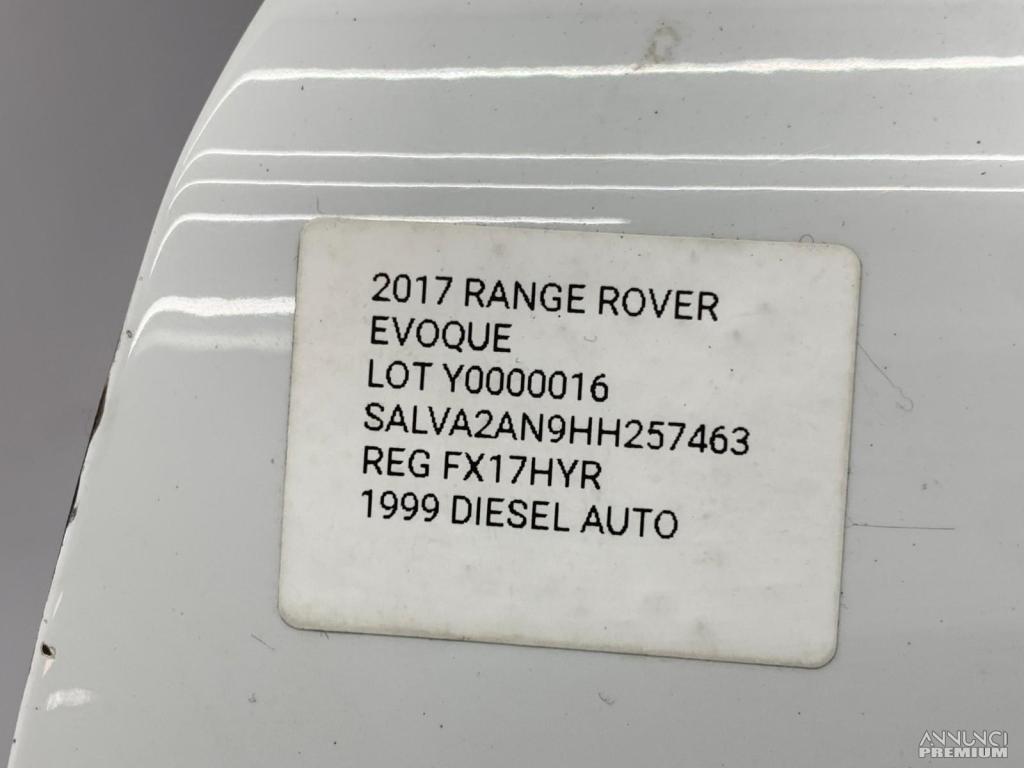 2017 RANGE ROVER
EVOQUE
LOT Y0000016
SALVA2AN9HH257463
REG FX17HYR
1999 DIESEL AUTO
ANNUNCI
PREMIUM